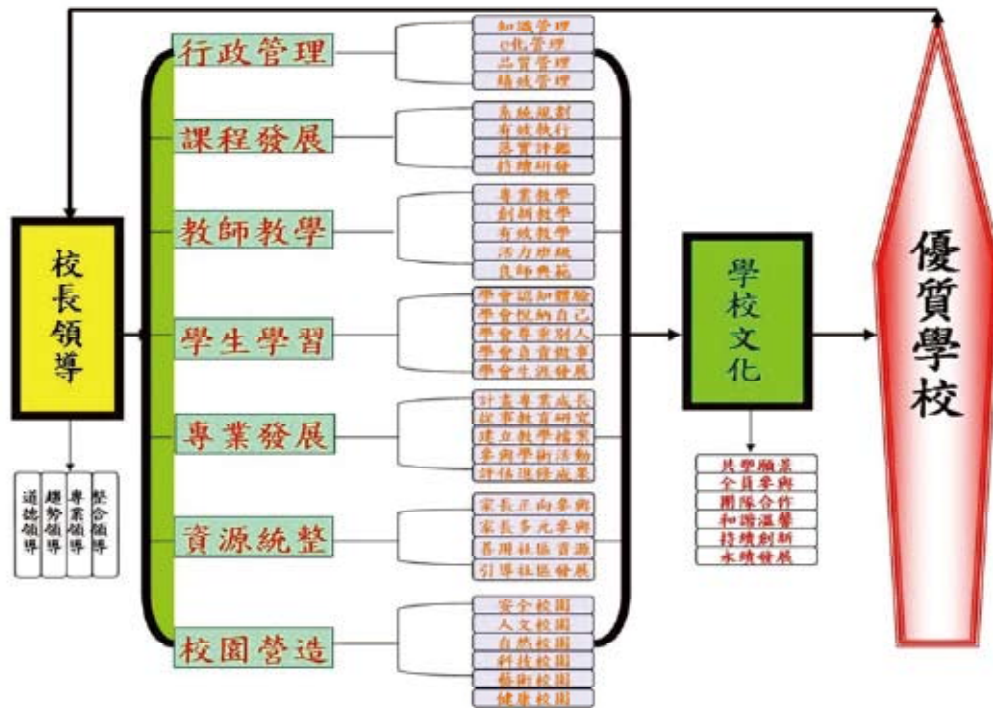 校長領導
道德領導
趨勢領導
專業領導
整合領導
行政管理
知識管理
e化管理
品質管理
績效管理
課程發展
系統規劃
有效執行
落實評鑑
持續研發
教師教學
專業教學
創新教學
有效教學
活力班級
良師典範
學生學習
學會認知體驗
學會悅納自己
學會尊重別人
學會負責做事
學會生涯發展
專業發展
計畫專業成長
從事教育研究
建立教學檔案
參與學術活動
評估進修成果
資源統整
家長正向參與
家長多元參與
善用社區資源
引導社區發展
校園營造
安全校園
人文校園
自然校園
科技校園
藝術校園
健康校園
學校文化
共塑願景
全員參與
團隊合作
和諧溫馨
持續創新
永續發展
優質學校